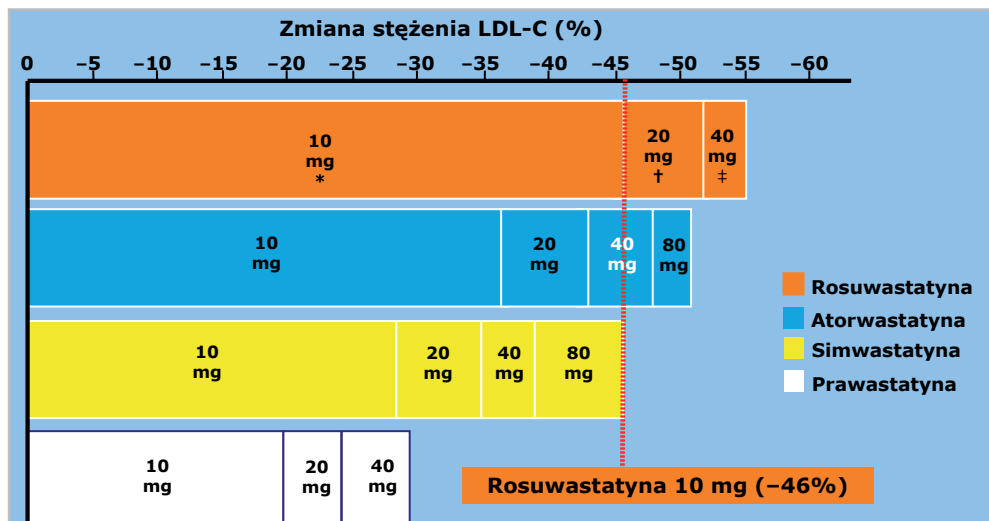 Zmiana stężenia LDL-C (%)
0 –5 –10 –15 –20 –25 –30 –35 –40 –45 –50 –55 –60
10 mg *
20 mg †
40 mg ‡
10 mg
20 mg
40 mg
80 mg
10 mg
20 mg
40 mg
80 mg
10 mg
20 mg
40 mg
Rosuwastatyna
Atorwastatyna
Simwastatyna
Prawastatyna
Rosuwastatyna 10 mg (–46%)